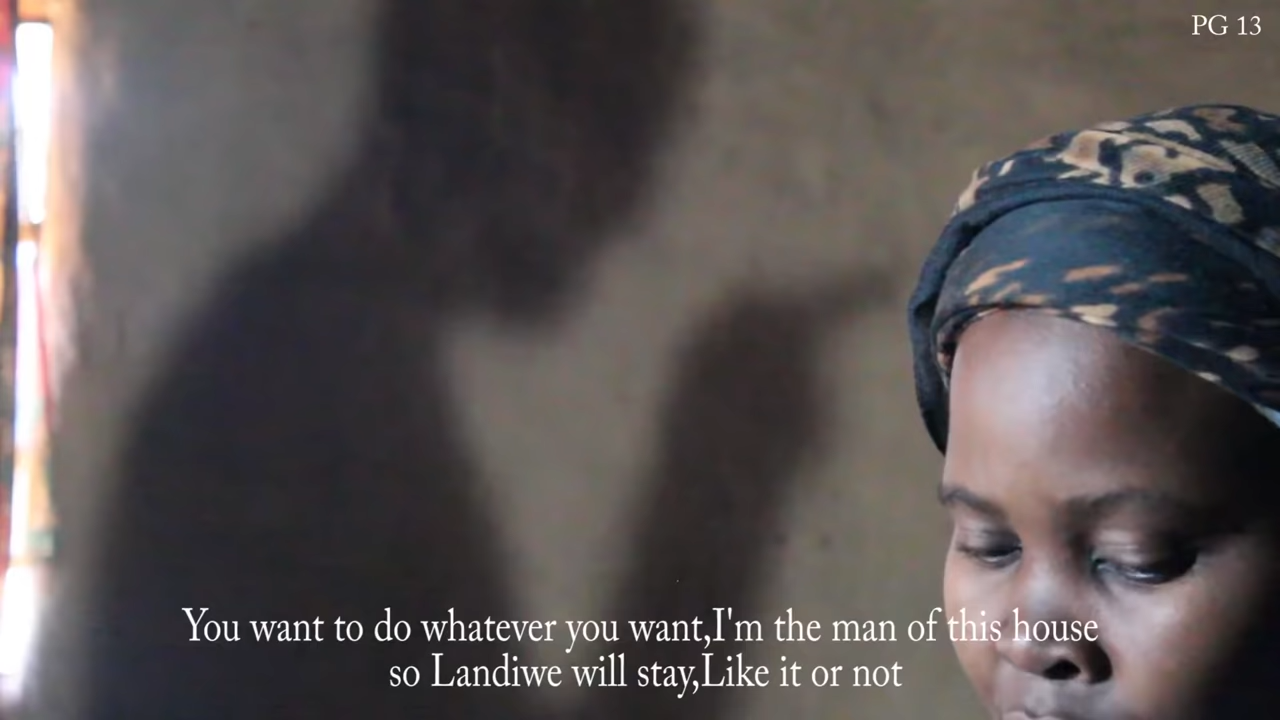 PG 13
You want to do whatever you want,I'm the man of this house
so Landiwe will stay,Like it or not